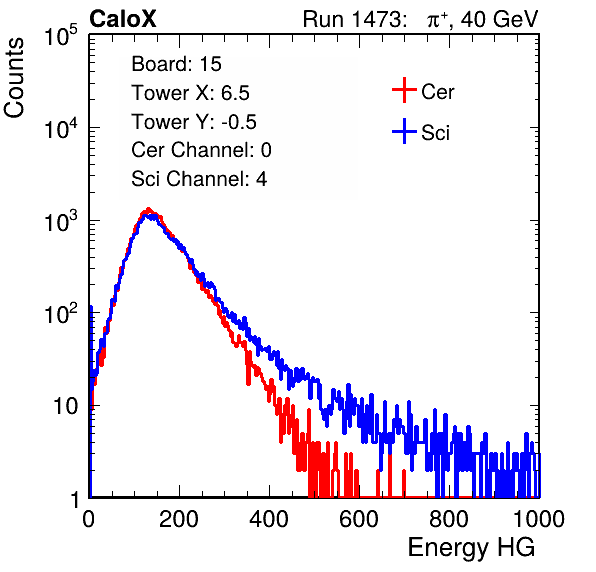 CaloX Run 1473: π⁺, 40 GeV
Counts
10⁵
10⁴
10³
10²
10
1
Board: 15
Tower X: 6.5
Tower Y: -0.5
Cer Channel: 0
Sci Channel: 4
Cer
Sci
0 200 400 600 800 1000
Energy HG